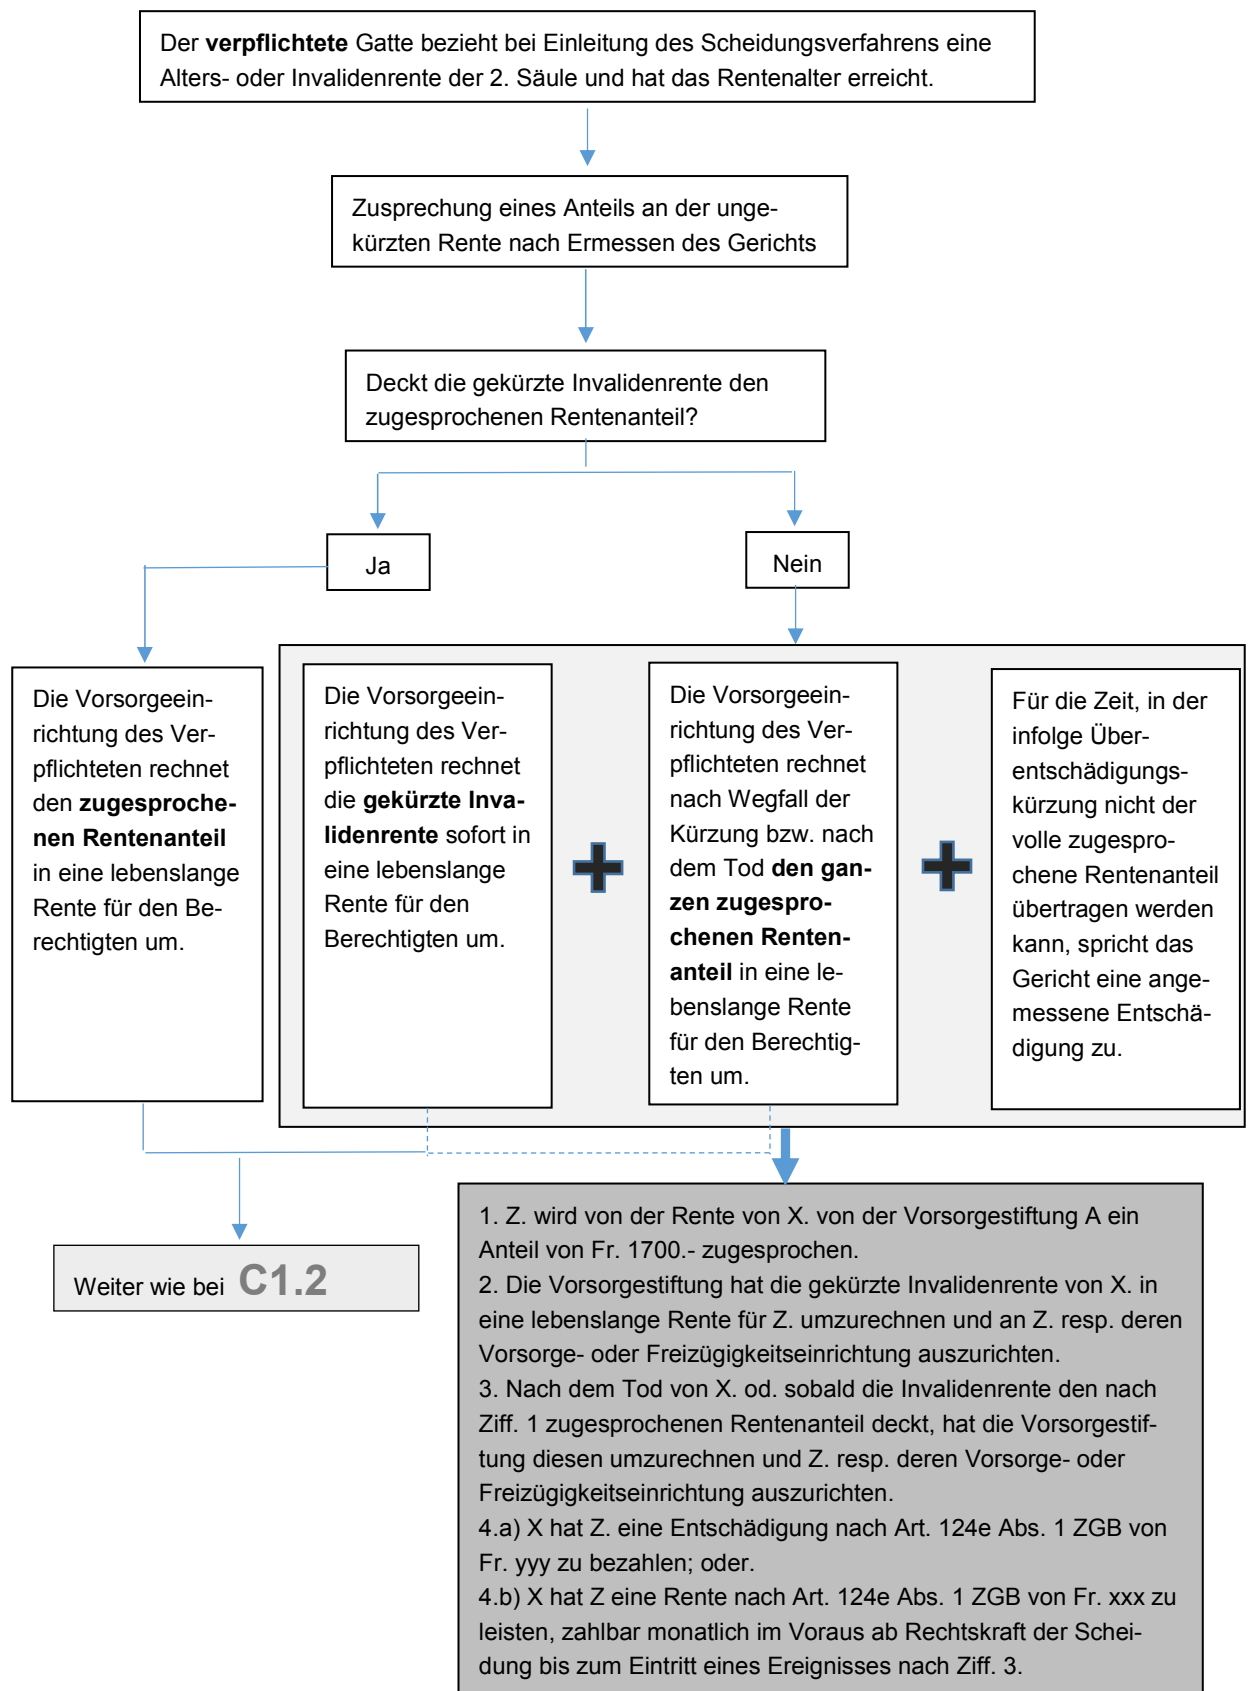 Der verpflichtete Gatte bezieht bei Einleitung des Scheidungsverfahrens eine
Alters- oder Invalidenrente der 2. Säule und hat das Rentenalter erreicht.
Zusprechung eines Anteils an der unge-
kürzten Rente nach Ermessen des Gerichts
Deckt die gekürzte Invalidenrente den
zugesprochenen Rentenanteil?
Ja
Nein
Die Vorsorgeein-
richtung des Ver-
pflichteten rechnet
den zugesproche-
nen Rentenanteil
in eine lebenslange
Rente für den Be-
rechtigten um.
Die Vorsorgeein-
richtung des Ver-
pflichteten rechnet
die gekürzte Inva-
lidenrente sofort in
eine lebenslange
Rente für den
Berechtigten um.
Die Vorsorgeein-
richtung des Ver-
pflichteten rechnet
nach Wegfall der
Kürzung bzw. nach
dem Tod den gan-
zen zugespro-
chenen Renten-
anteil in eine le-
benslange Rente
für den Berechtig-
ten um.
Für die Zeit, in der
infolge Über-
entschädigungs-
kürzung nicht der
volle zugespro-
chene Rentenanteil
übertragen werden
kann, spricht das
Gericht eine ange-
messene Entschä-
digung zu.
Weiter wie bei C1.2
1. Z. wird von der Rente von X. von der Vorsorgestiftung A ein
Anteil von Fr. 1700.- zugesprochen.
2. Die Vorsorgestiftung hat die gekürzte Invalidenrente von X. in
eine lebenslange Rente für Z. umzurechnen und an Z. resp. deren
Vorsorge- oder Freizügigkeitseinrichtung auszurichten.
3. Nach dem Tod von X. od. sobald die Invalidenrente den nach
Ziff. 1 zugesprochenen Rentenanteil deckt, hat die Vorsorgestif-
tung diesen umzurechnen und Z. resp. deren Vorsorge- oder
Freizügigkeitseinrichtung auszurichten.
4.a) X hat Z. eine Entschädigung nach Art. 124e Abs. 1 ZGB von
Fr. yyy zu bezahlen; oder.
4.b) X hat Z eine Rente nach Art. 124e Abs. 1 ZGB von Fr. xxx zu
leisten, zahlbar monatlich im Voraus ab Rechtskraft der Schei-
dung bis zum Eintritt eines Ereignisses nach Ziff. 3.